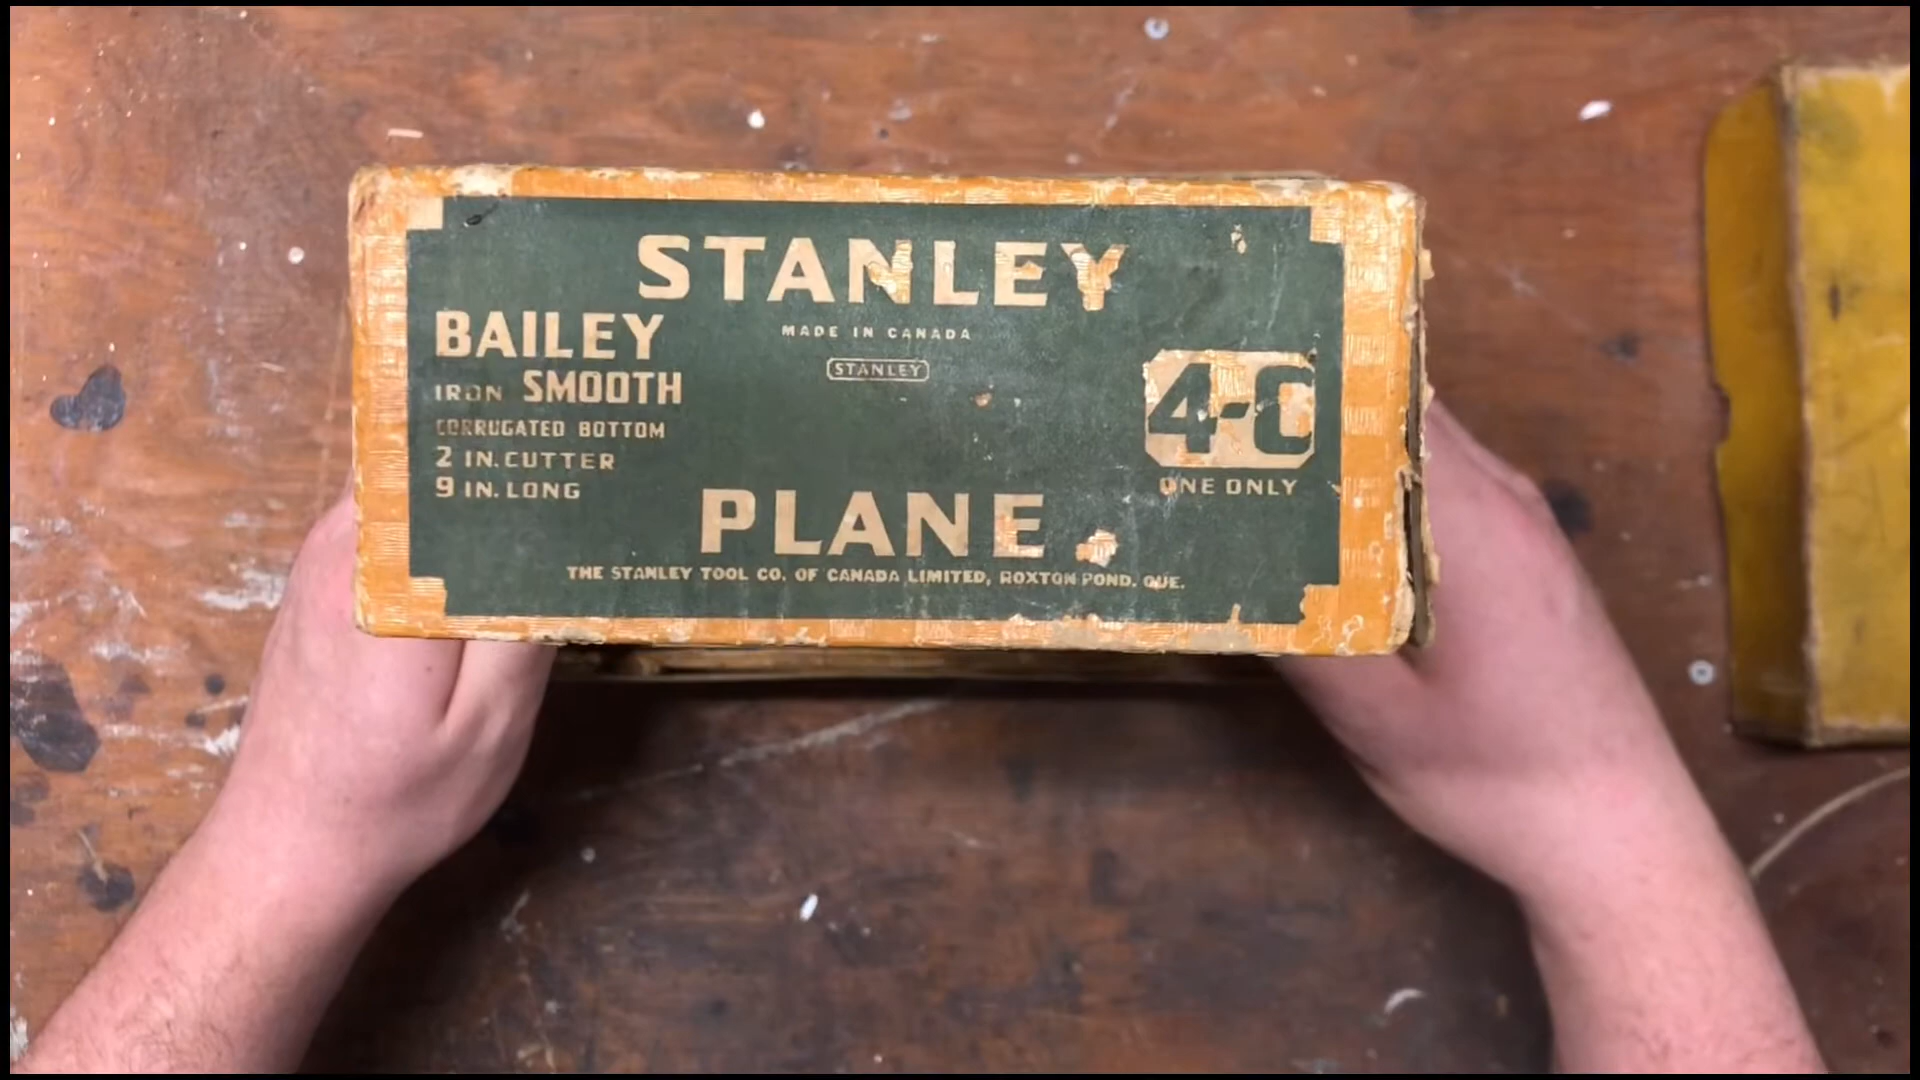 STANLEY
MADE IN CANADA
STANLEY
BAILEY
IRON SMOOTH
CORRUGATED BOTTOM
2 IN. CUTTER
9 IN. LONG
4-C
ONE ONLY
PLANE
THE STANLEY TOOL CO. OF CANADA LIMITED, ROXTON POND, QUE.